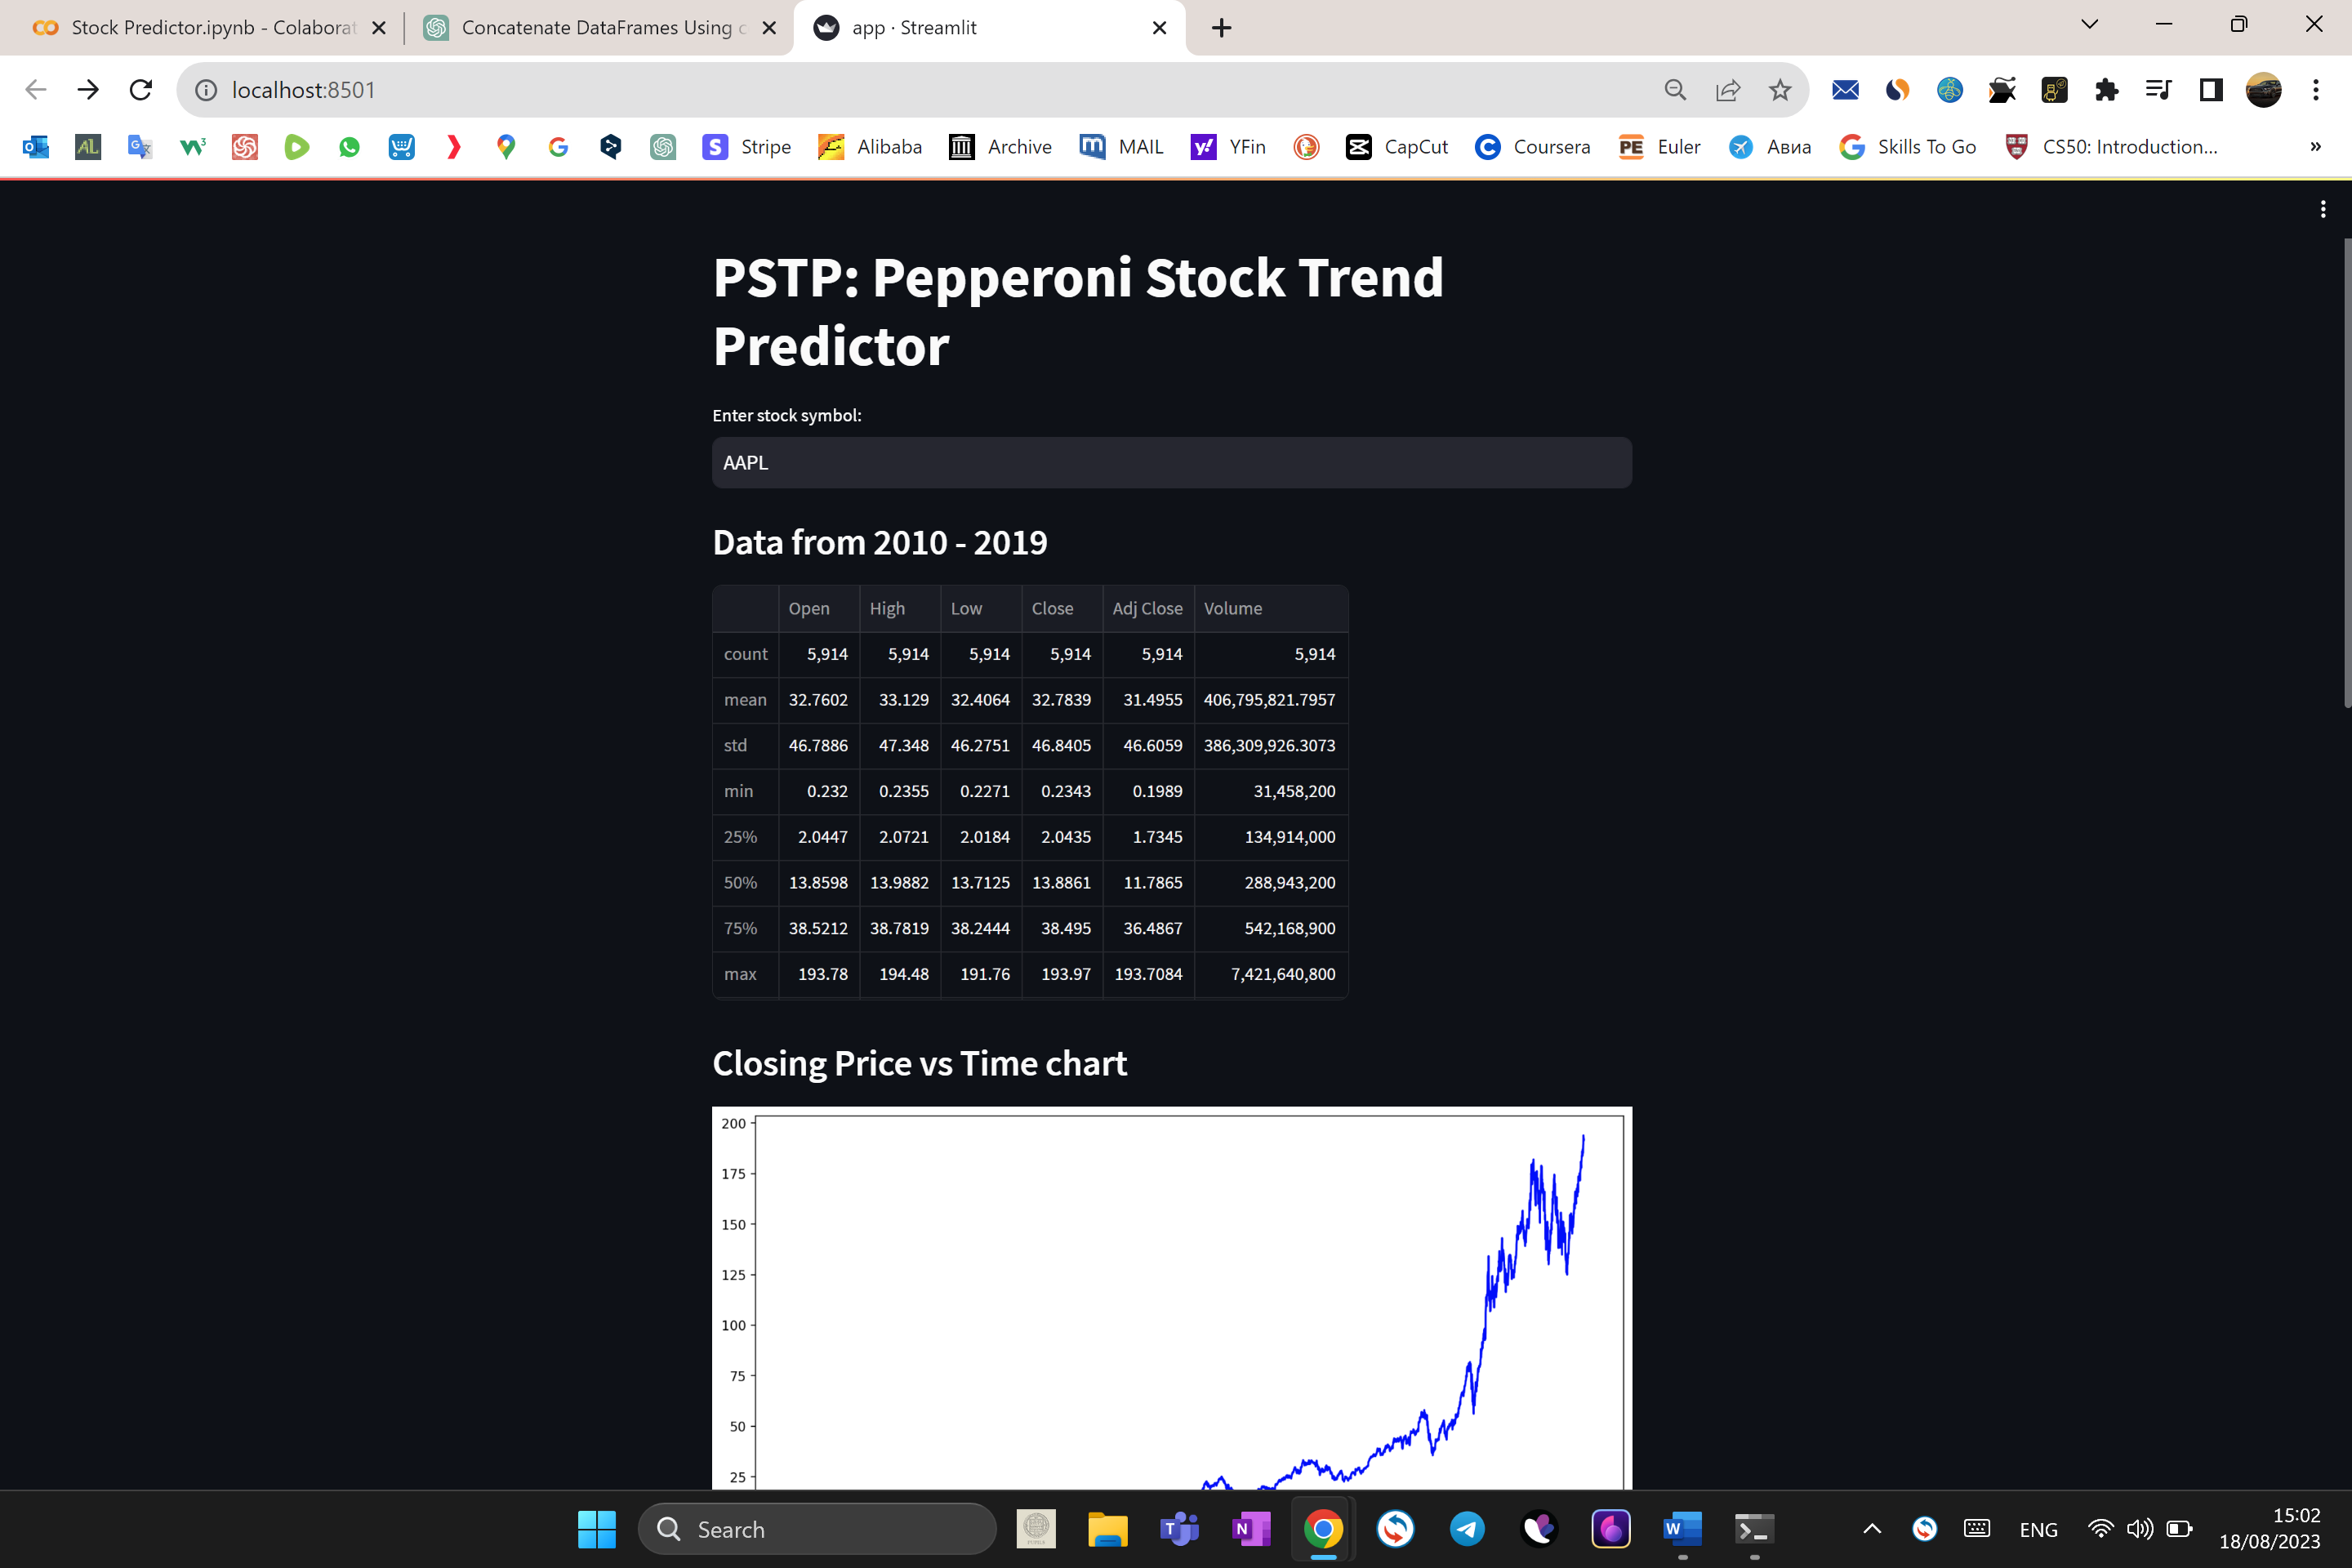 Stock Predictor.ipynb - Colaborat
Concatenate DataFrames Using c
app · Streamlit
localhost:8501
Stripe
Alibaba
Archive
MAIL
YFin
CapCut
Coursera
PE Euler
Авиа
Skills To Go
CS50: Introduction...
»
PSTP: Pepperoni Stock Trend
Predictor
Enter stock symbol:
AAPL
Data from 2010 - 2019
Open High Low Close Adj Close Volume
count 5,914 5,914 5,914 5,914 5,914 5,914
mean 32.7602 33.129 32.4064 32.7839 31.4955 406,795,821.7957
std 46.7886 47.348 46.2751 46.8405 46.6059 386,309,926.3073
min 0.232 0.2355 0.2271 0.2343 0.1989 31,458,200
25% 2.0447 2.0721 2.0184 2.0435 1.7345 134,914,000
50% 13.8598 13.9882 13.7125 13.8861 11.7865 288,943,200
75% 38.5212 38.7819 38.2444 38.495 36.4867 542,168,900
max 193.78 194.48 191.76 193.97 193.7084 7,421,640,800
Closing Price vs Time chart
200
175
150
125
100
75
50
25
Search
ENG
15:02
18/08/2023